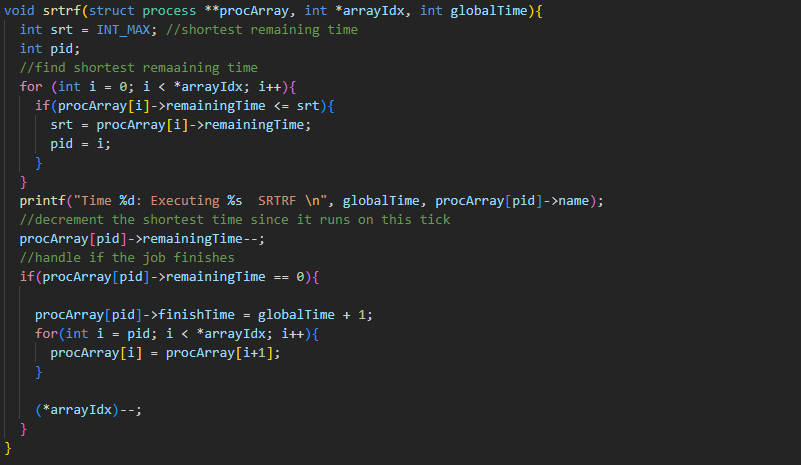 void srtrf(struct process **procArray, int *arrayIdx, int globalTime){
  int srt = INT_MAX; //shortest remaining time
  int pid;
  //find shortest remaaining time
  for (int i = 0; i < *arrayIdx; i++){
    if(procArray[i]->remainingTime <= srt){
      srt = procArray[i]->remainingTime;
      pid = i;
    }
  }
  printf("Time %d: Executing %s  SRTRF \n", globalTime, procArray[pid]->name);
  //decrement the shortest time since it runs on this tick
  procArray[pid]->remainingTime--;
  //handle if the job finishes
  if(procArray[pid]->remainingTime == 0){

    procArray[pid]->finishTime = globalTime + 1;
    for(int i = pid; i < *arrayIdx; i++){
      procArray[i] = procArray[i+1];
    }

    (*arrayIdx)--;
  }
}